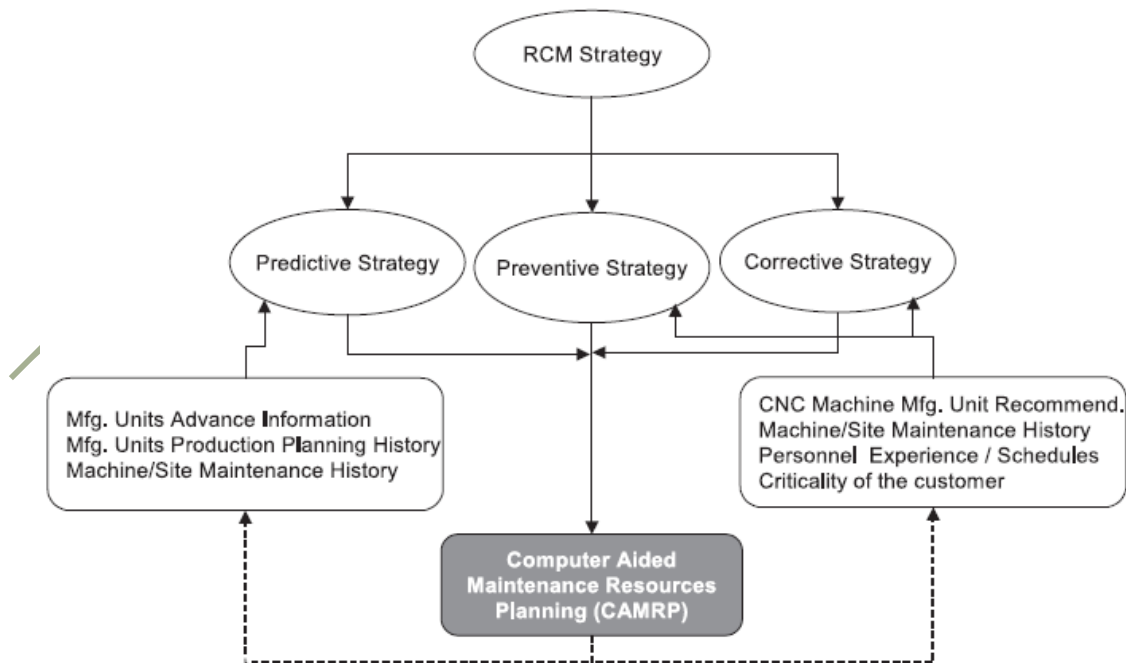 RCM Strategy
Predictive Strategy
Preventive Strategy
Corrective Strategy
Mfg. Units Advance Information
Mfg. Units Production Planning History
Machine/Site Maintenance History
CNC Machine Mfg. Unit Recommend.
Machine/Site Maintenance History
Personnel Experience / Schedules
Criticality of the customer
Computer Aided
Maintenance Resources
Planning (CAMRP)